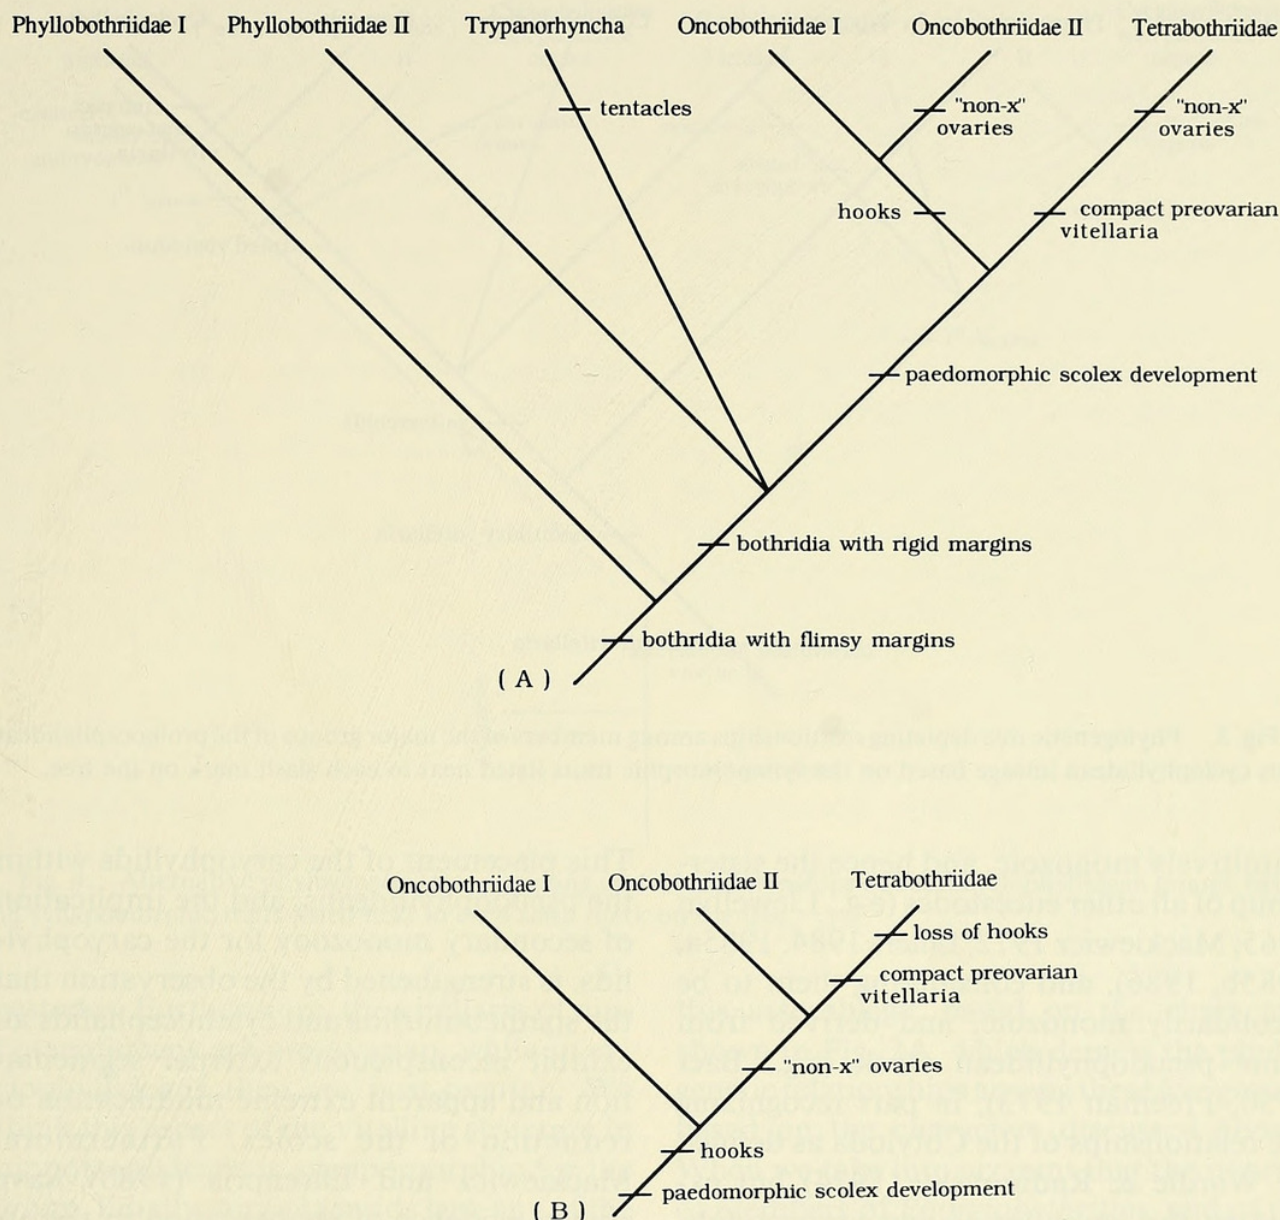 Phyllobothriidae I Phyllobothriidae II Trypanorhyncha Oncobothriidae I Oncobothriidae II Tetrabothriidae
tentacles
"non-x"
ovaries
"non-x"
ovaries
hooks
compact preovarian
vitellaria
paedomorphic scolex development
bothridia with rigid margins
bothridia with flimsy margins
( A )
Oncobothriidae I Oncobothriidae II Tetrabothriidae
loss of hooks
compact preovarian
vitellaria
"non-x" ovaries
hooks
paedomorphic scolex development
( B )